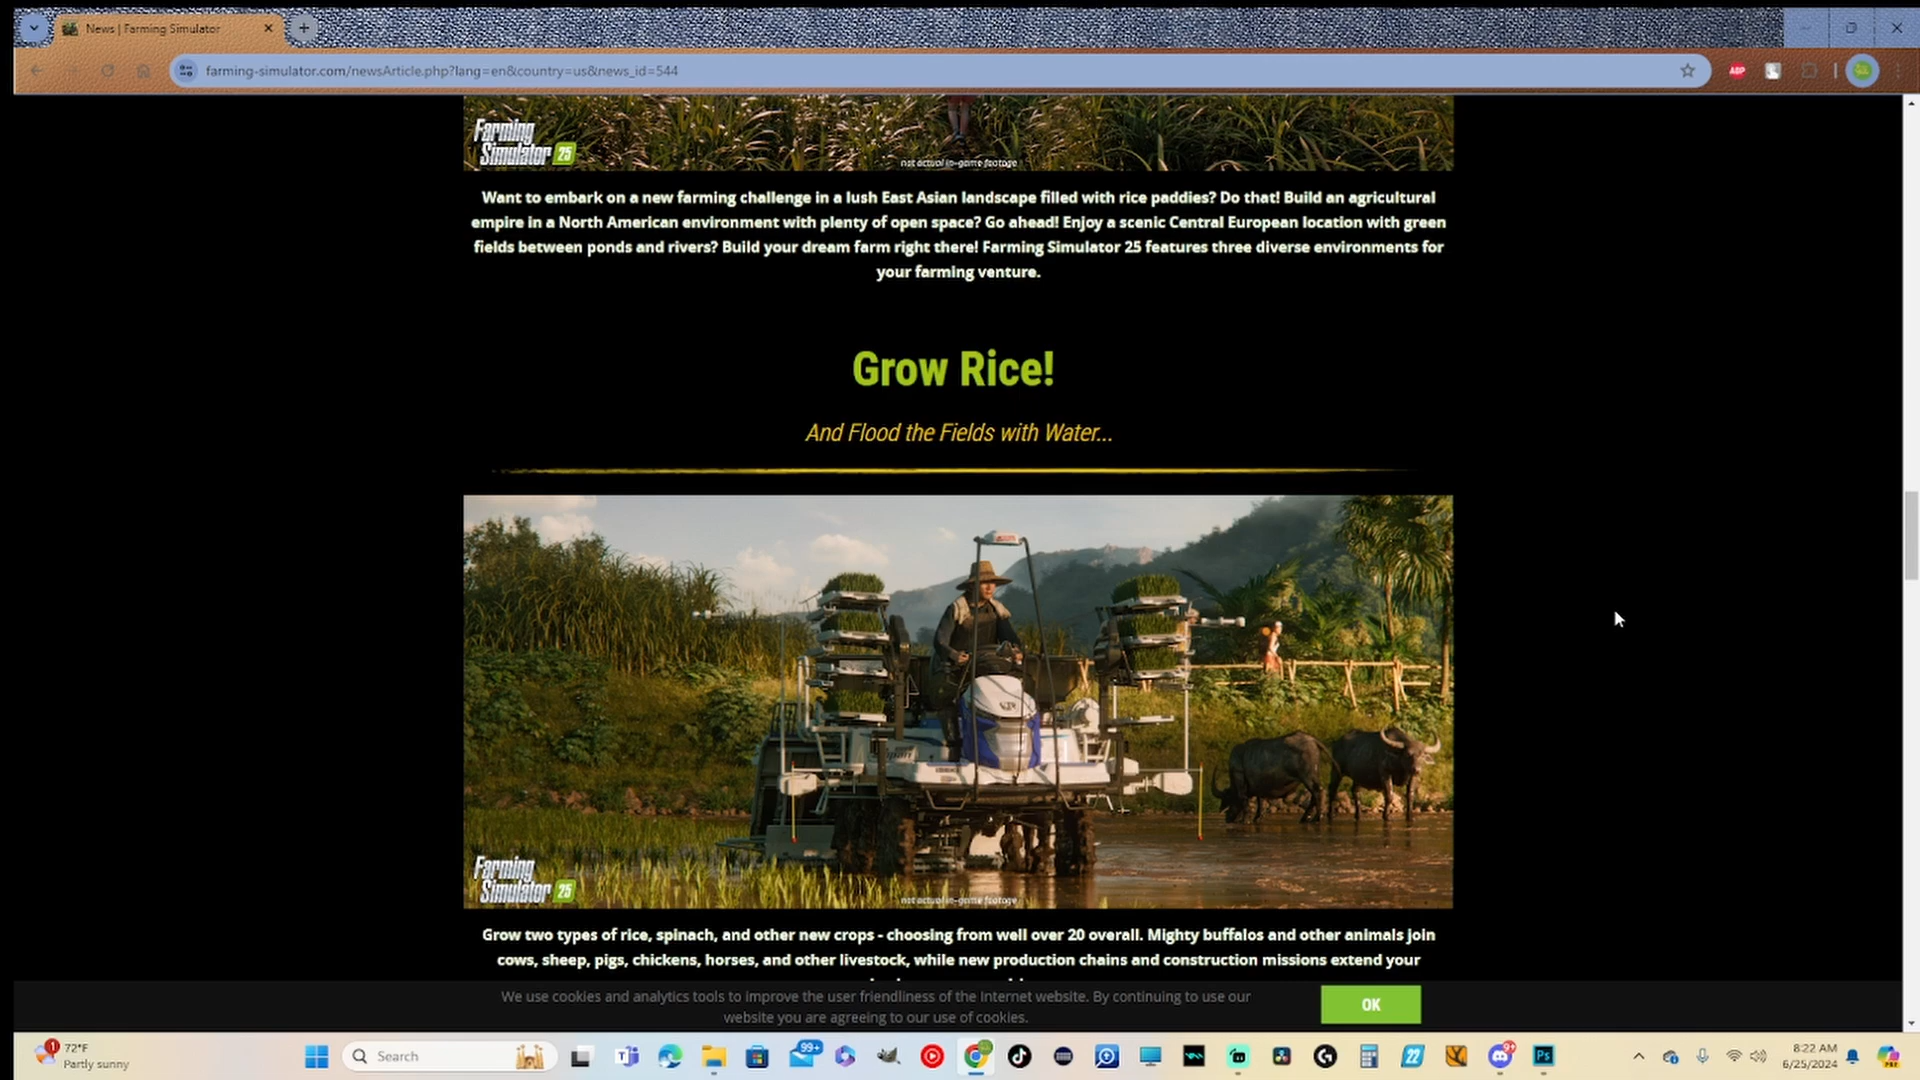 News | Farming Simulator
farming-simulator.com/newsArticle.php?lang=en&country=us&news_id=544
ABP
Farming
Simulator 25
not actual in-game footage
Want to embark on a new farming challenge in a lush East Asian landscape filled with rice paddies? Do that! Build an agricultural
empire in a North American environment with plenty of open space? Go ahead! Enjoy a scenic Central European location with green
fields between ponds and rivers? Build your dream farm right there! Farming Simulator 25 features three diverse environments for
your farming venture.
Grow Rice!
And Flood the Fields with Water...
Farming
Simulator 25
not actual in-game footage
Grow two types of rice, spinach, and other new crops - choosing from well over 20 overall. Mighty buffalos and other animals join
cows, sheep, pigs, chickens, horses, and other livestock, while new production chains and construction missions extend your
We use cookies and analytics tools to improve the user friendliness of the Internet website. By continuing to use our
website you are agreeing to our use of cookies.
OK
1
72°F
Partly sunny
Search
99+
22
9+
Ps
8:22 AM
6/25/2024